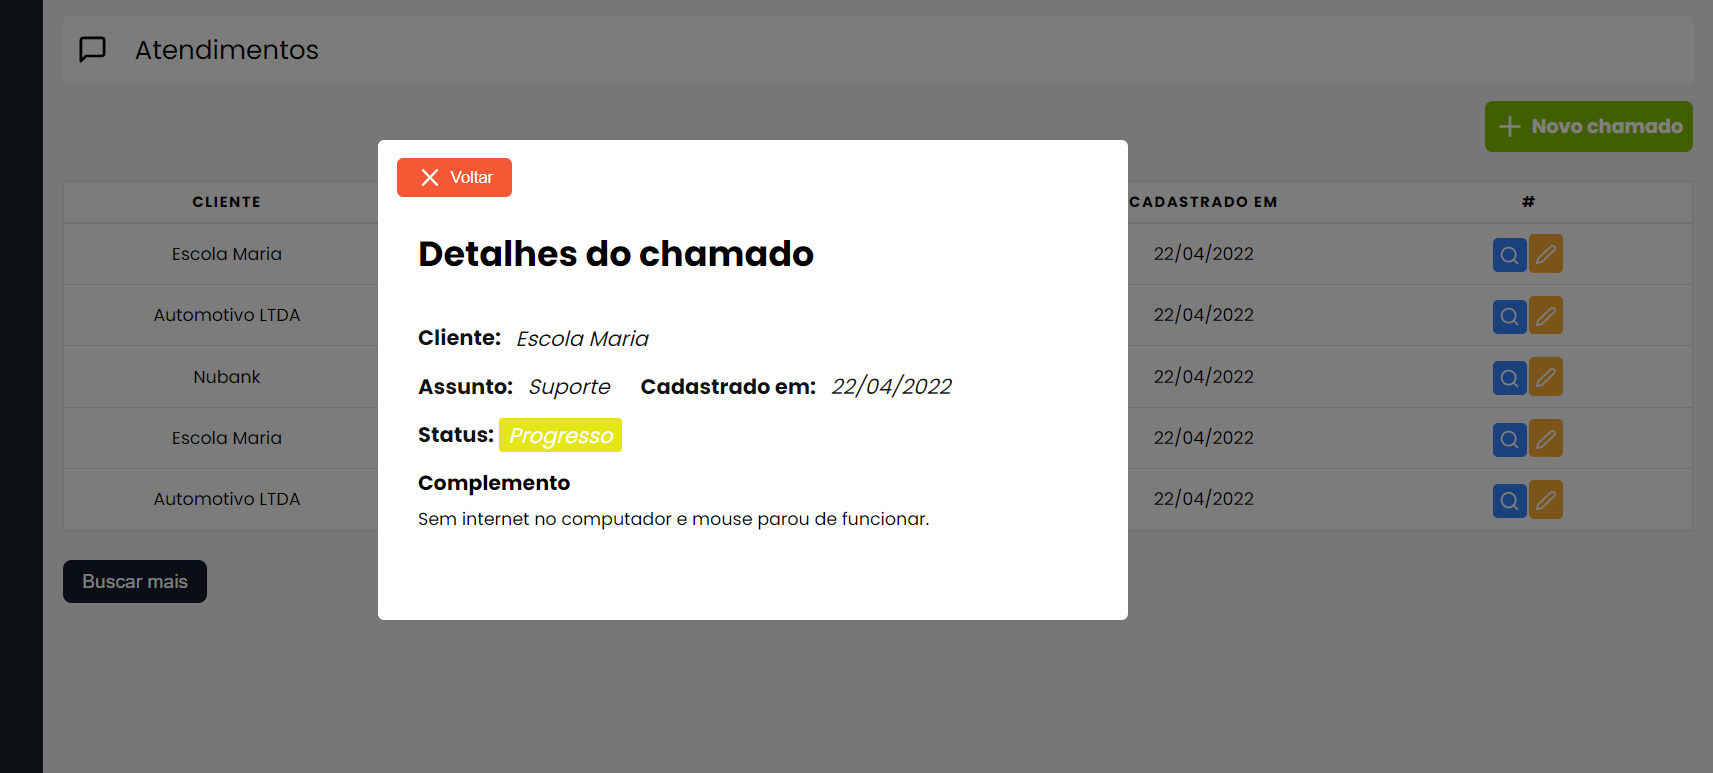 Atendimentos
Novo chamado
CLIENTE CADASTRADO EM #
Escola Maria 22/04/2022
Automotivo LTDA 22/04/2022
Nubank 22/04/2022
Escola Maria 22/04/2022
Automotivo LTDA 22/04/2022
Buscar mais
Voltar
Detalhes do chamado
Cliente: Escola Maria
Assunto: Suporte Cadastrado em: 22/04/2022
Status: Progresso
Complemento
Sem internet no computador e mouse parou de funcionar.